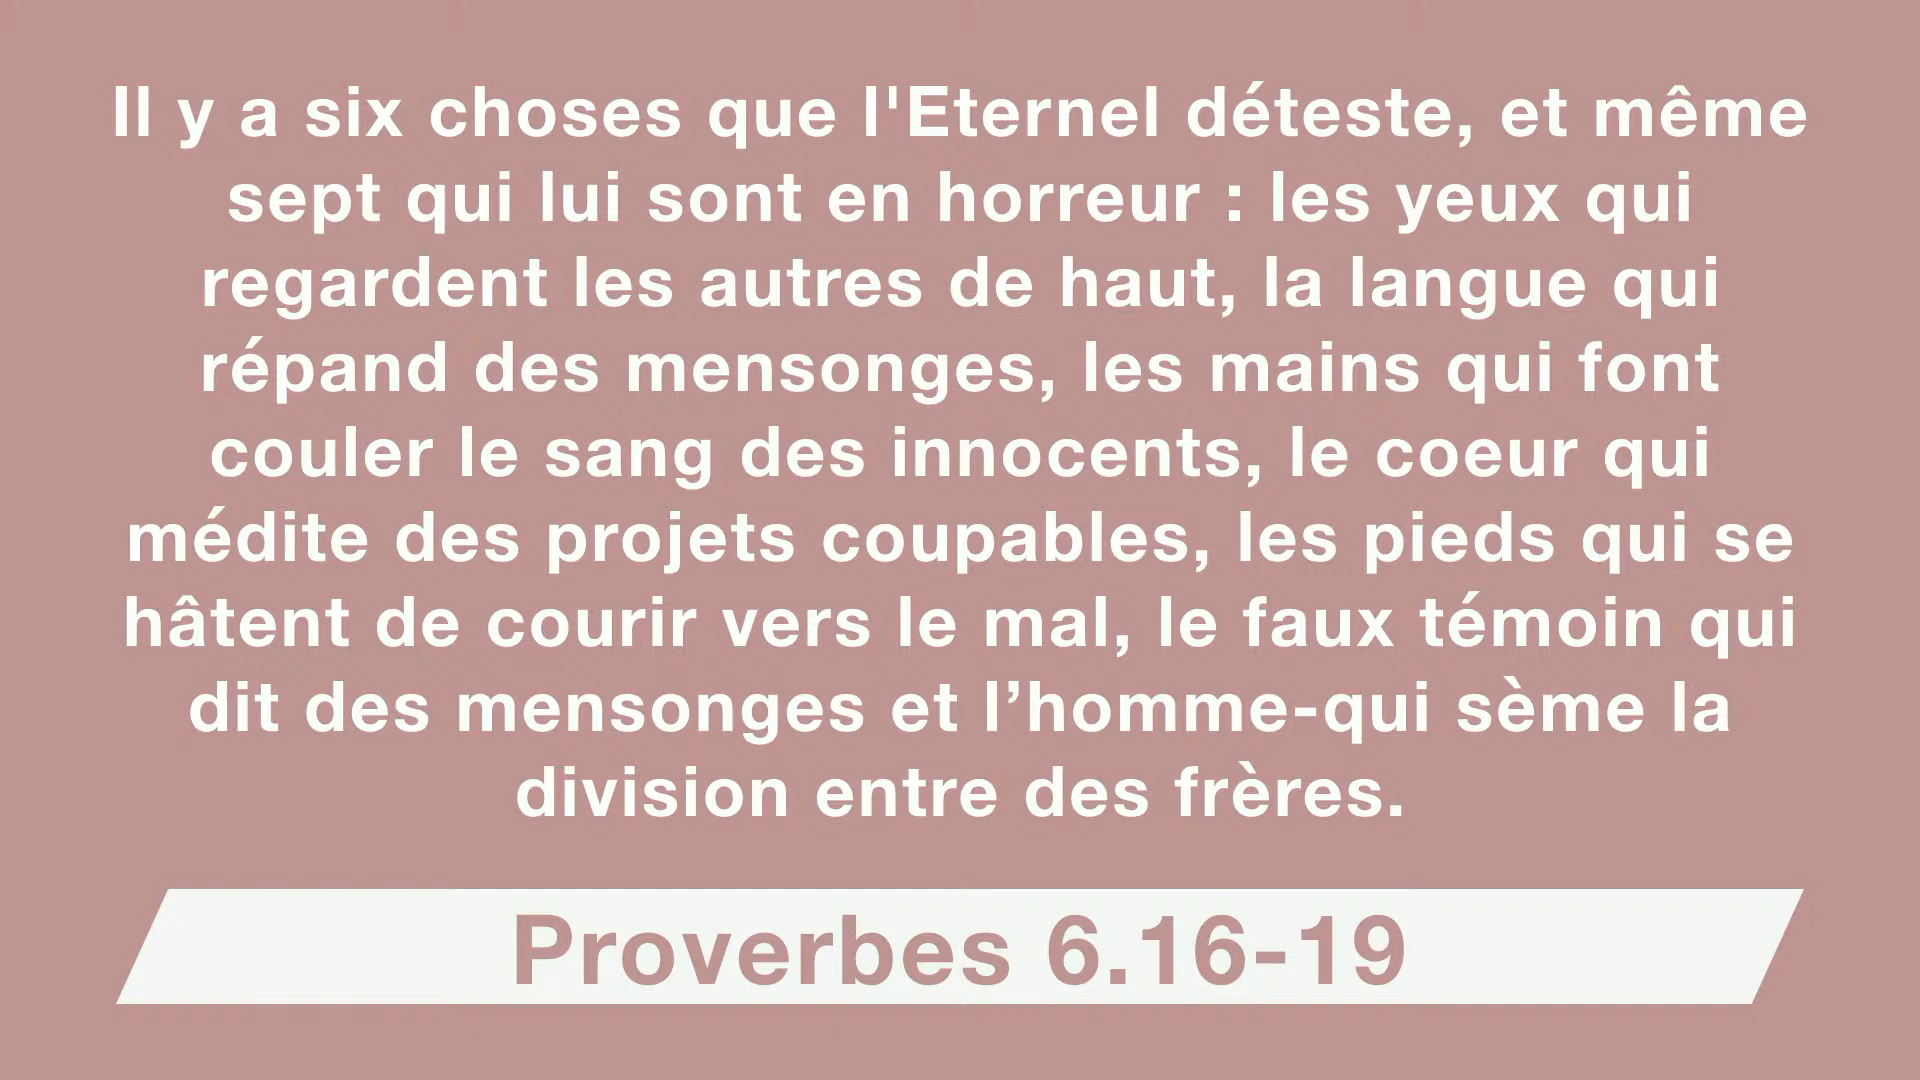 Il y a six choses que l'Eternel déteste, et même
sept qui lui sont en horreur : les yeux qui
regardent les autres de haut, la langue qui
répand des mensonges, les mains qui font
couler le sang des innocents, le coeur qui
médite des projets coupables, les pieds qui se
hâtent de courir vers le mal, le faux témoin qui
dit des mensonges et l’homme-qui sème la
division entre des frères.
Proverbes 6.16-19